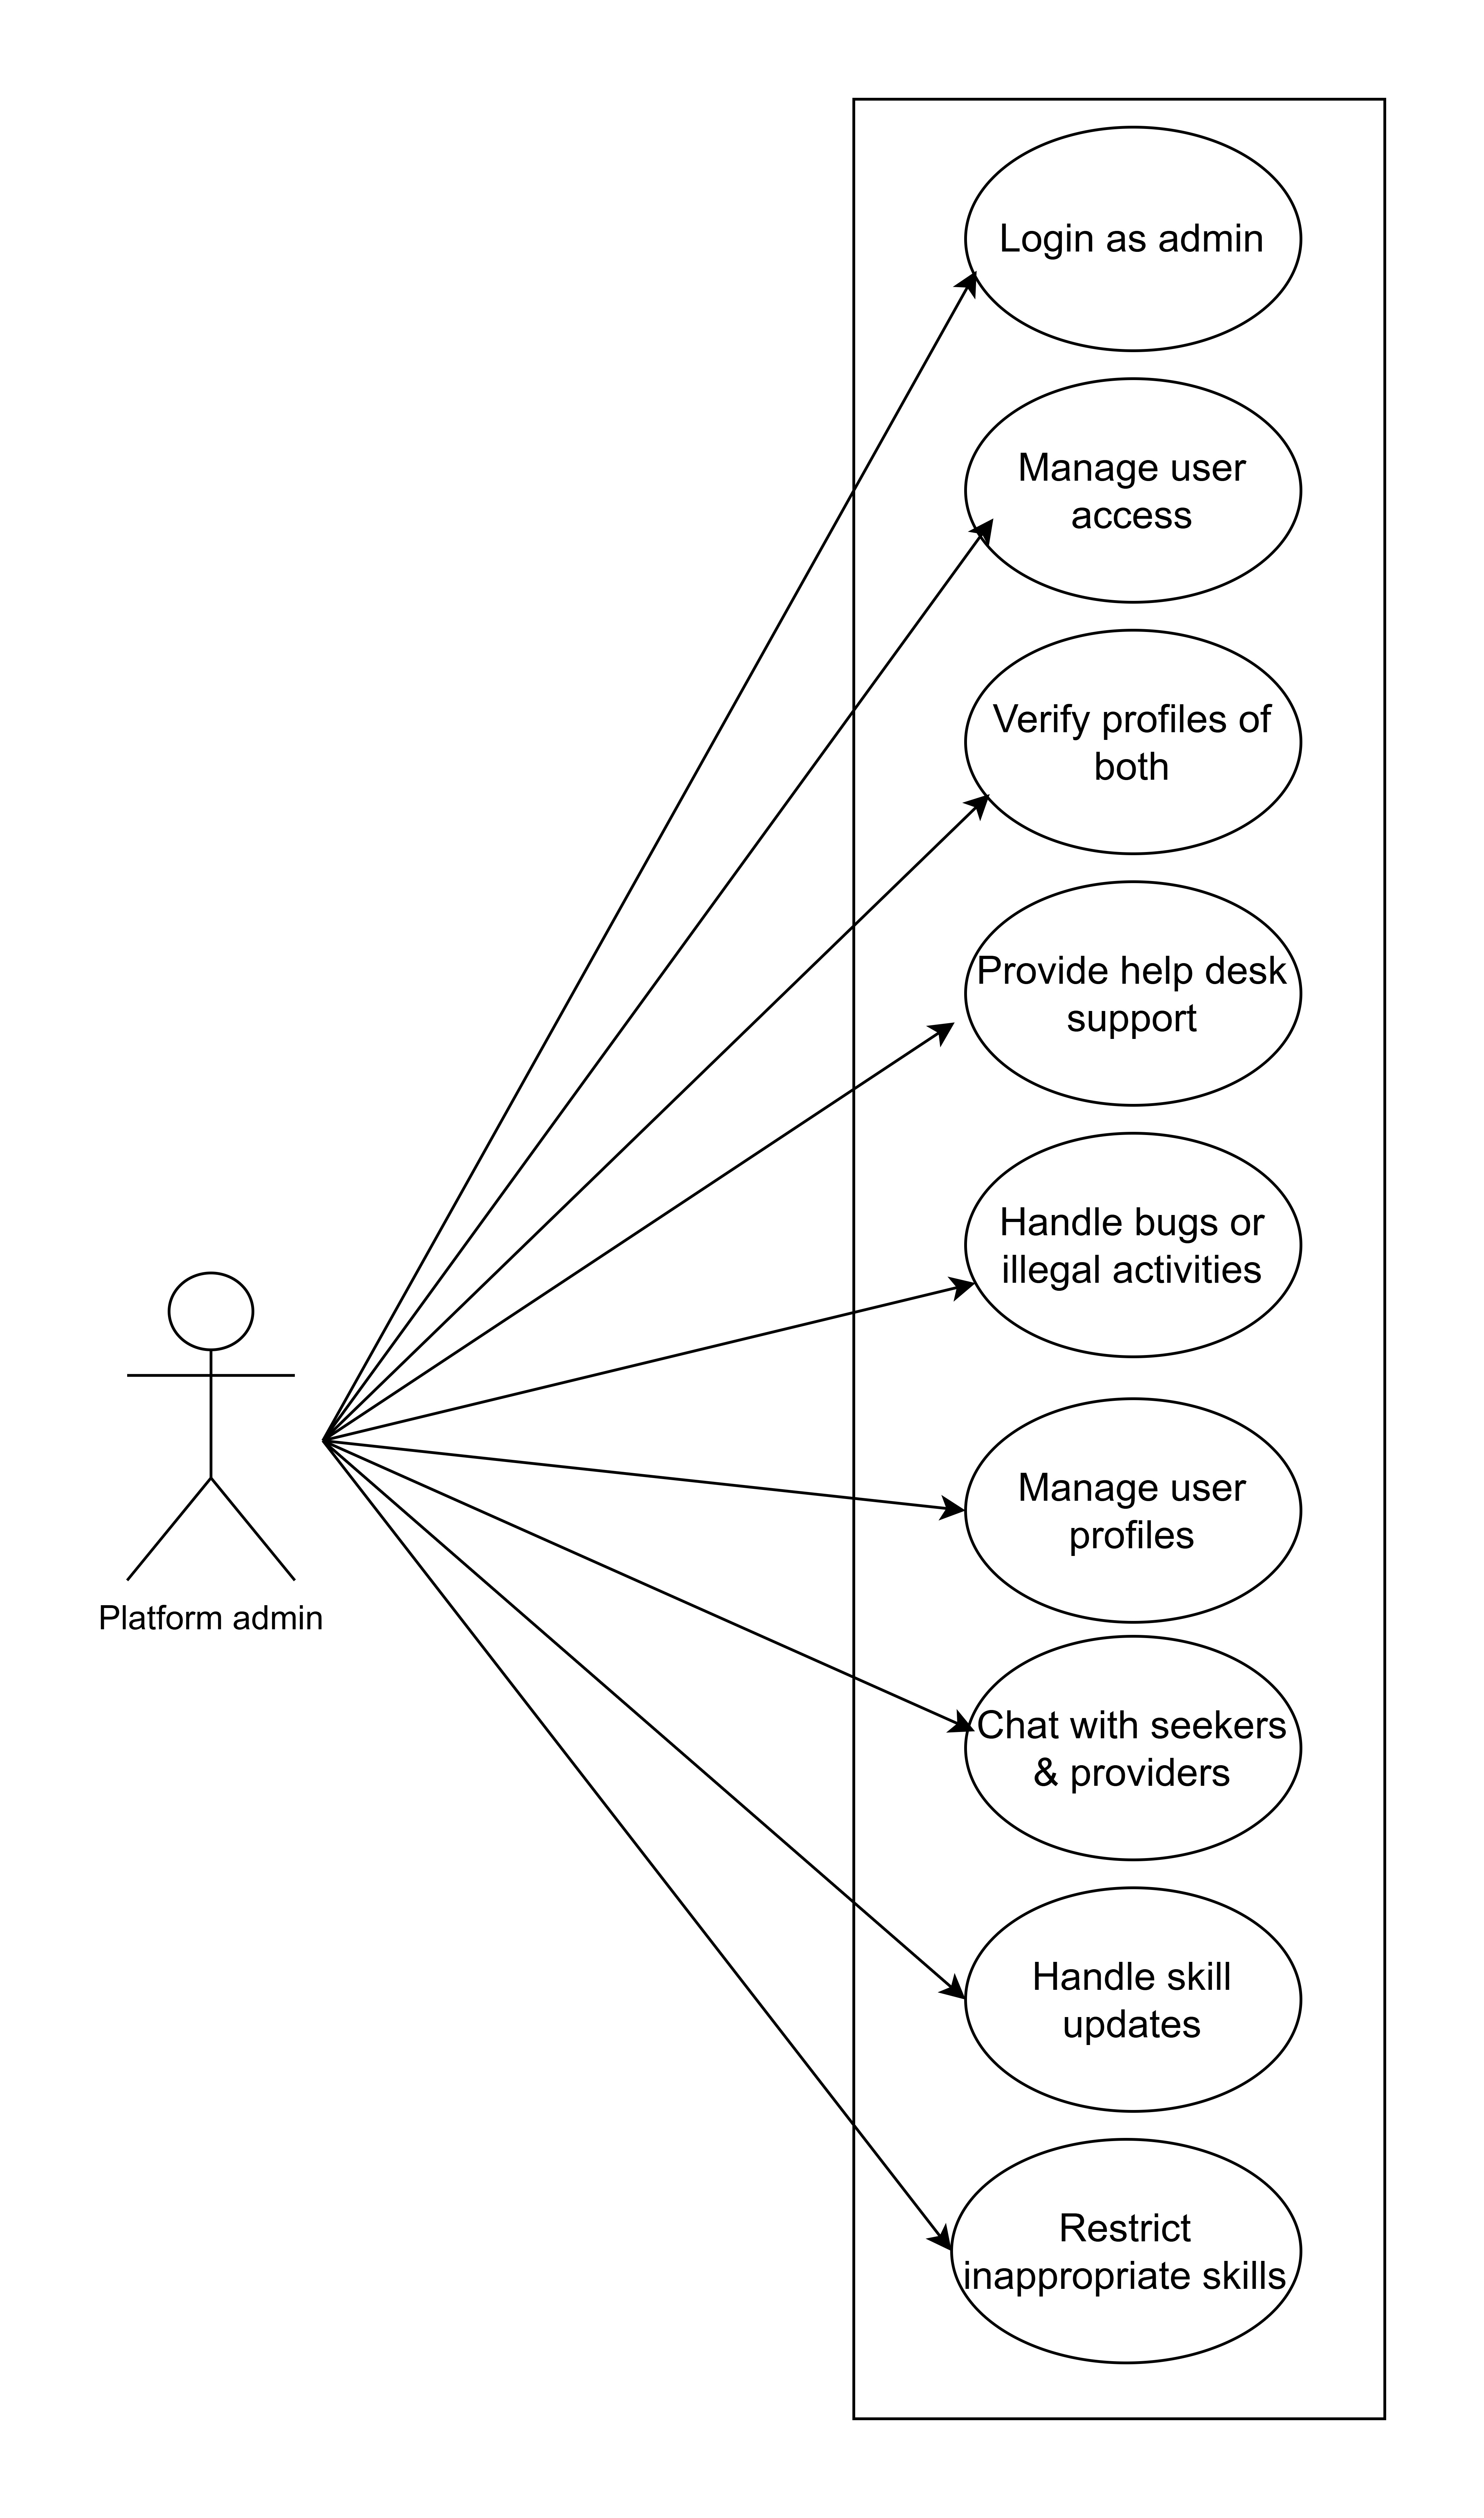 Login as admin
Manage user
access
Verify profiles of
both
Provide help desk
support
Handle bugs or
illegal activities
Manage user
profiles
Platform admin
Chat with seekers
& providers
Handle skill
updates
Restrict
inappropriate skills